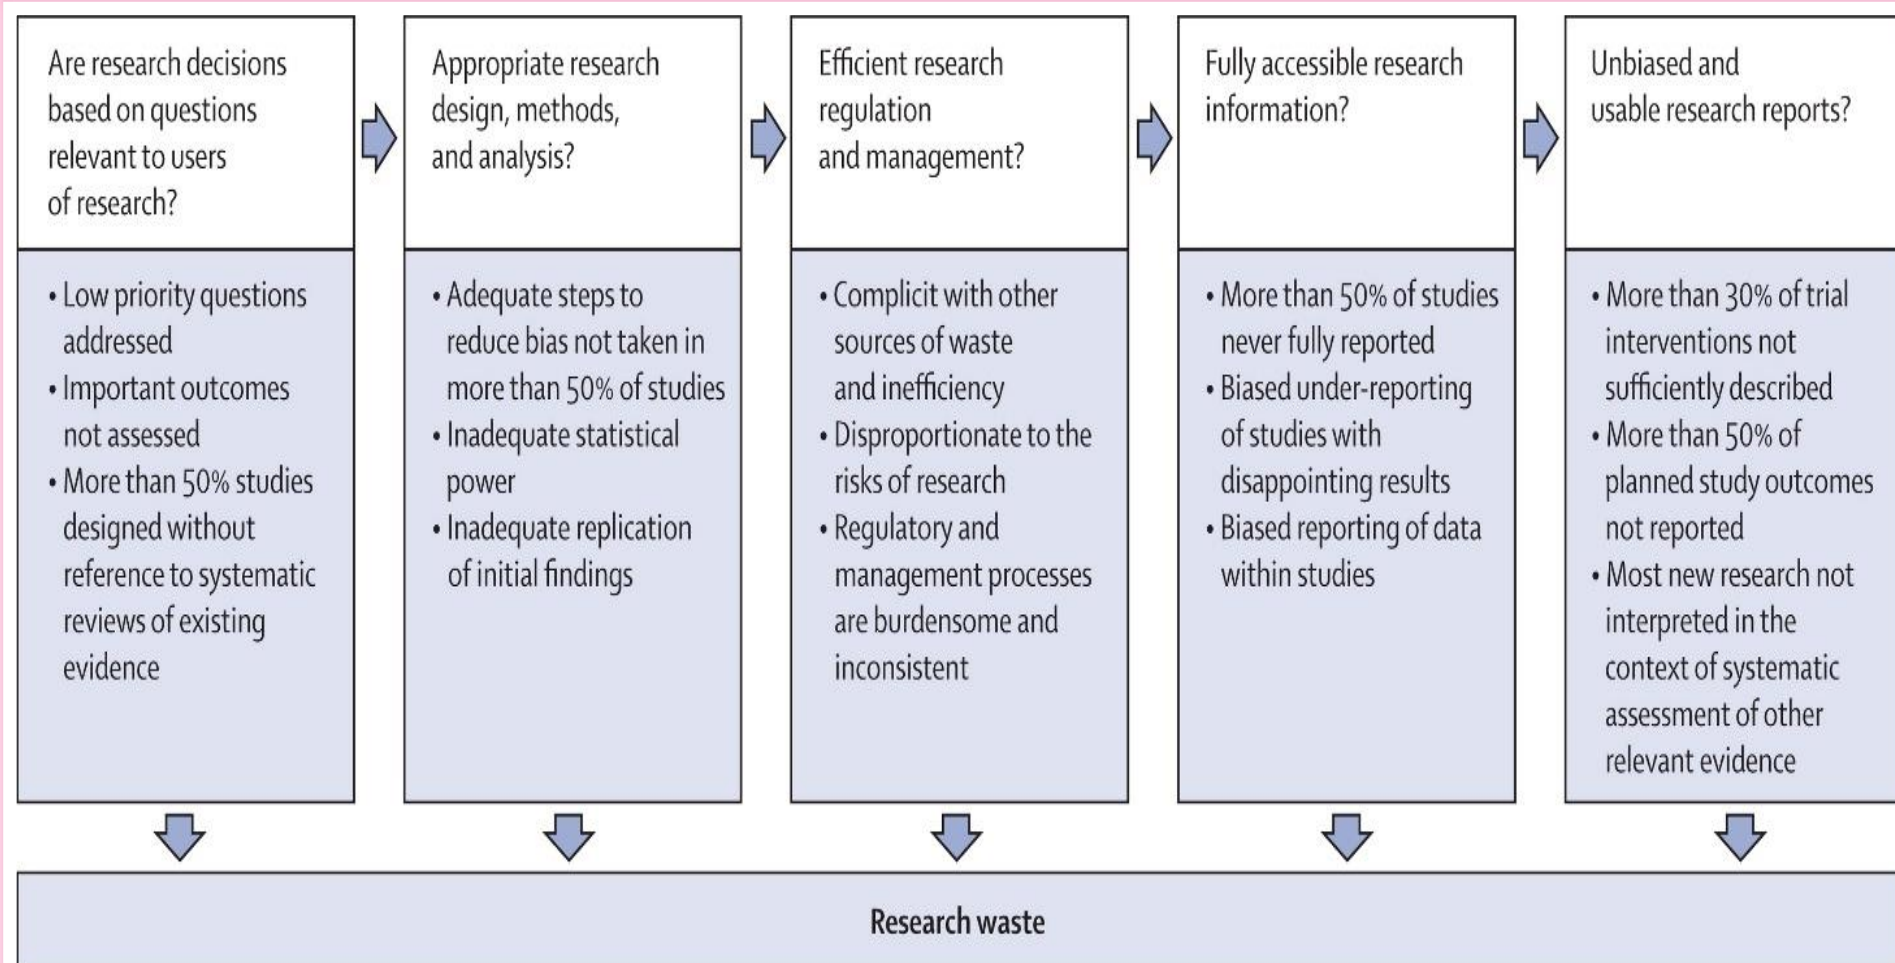 Are research decisions
based on questions
relevant to users
of research?
• Low priority questions
addressed
• Important outcomes
not assessed
• More than 50% studies
designed without
reference to systematic
reviews of existing
evidence
Appropriate research
design, methods,
and analysis?
• Adequate steps to
reduce bias not taken in
more than 50% of studies
• Inadequate statistical
power
• Inadequate replication
of initial findings
Efficient research
regulation
and management?
• Complicit with other
sources of waste
and inefficiency
• Disproportionate to the
risks of research
• Regulatory and
management processes
are burdensome and
inconsistent
Fully accessible research
information?
• More than 50% of studies
never fully reported
• Biased under-reporting
of studies with
disappointing results
• Biased reporting of data
within studies
Unbiased and
usable research reports?
• More than 30% of trial
interventions not
sufficiently described
• More than 50% of
planned study outcomes
not reported
• Most new research not
interpreted in the
context of systematic
assessment of other
relevant evidence
Research waste